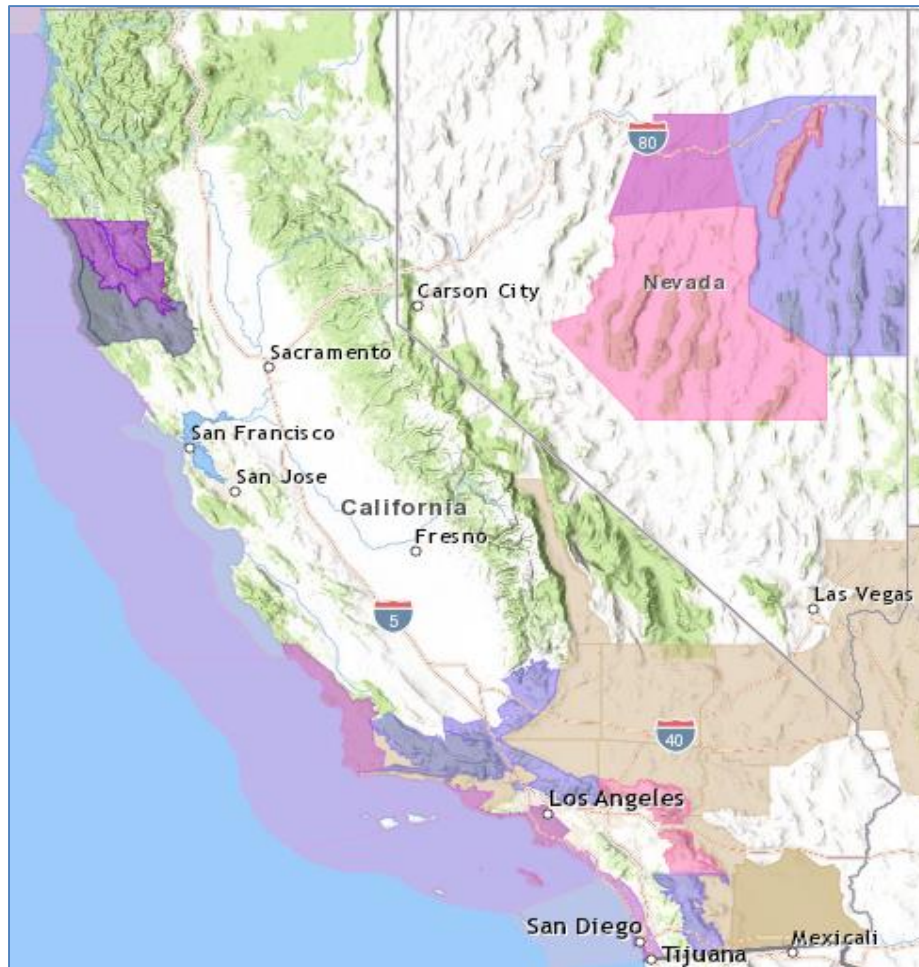 80
Nevada
Carson City
Sacramento
San Francisco
San Jose
California
Fresno
Las Vegas
5
40
Los Angeles
San Diego
Mexicali
Tijuana